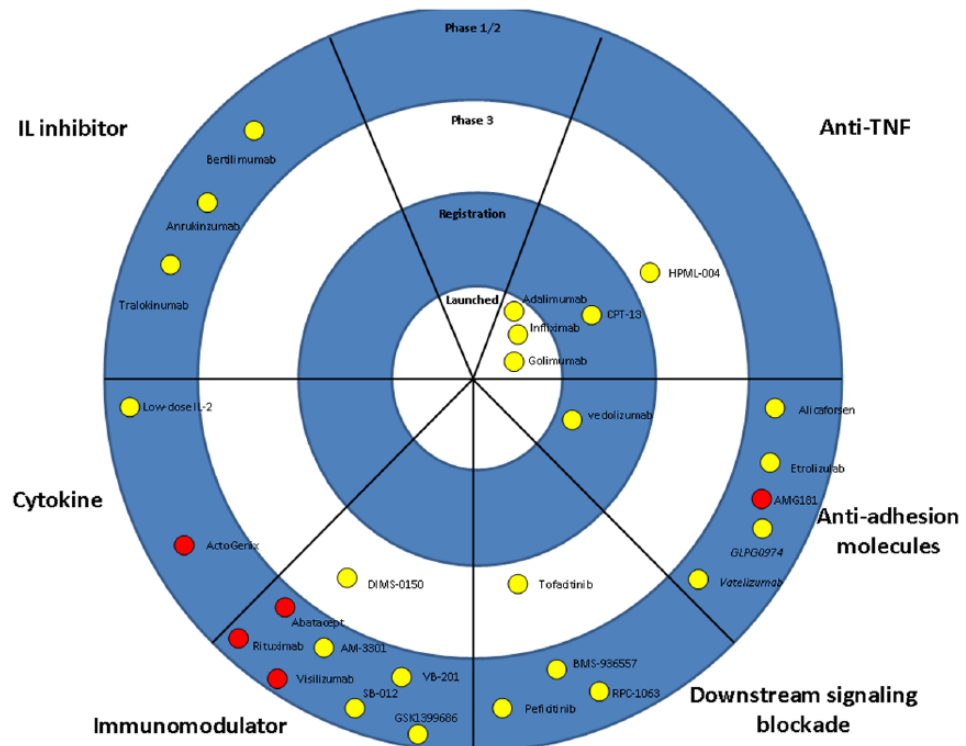 Phase 1/2
IL inhibitor
Anti-TNF
Phase 3
Bertilimumab
Registration
Anrukinzumab
HPML-004
Tralokinumab
Launched
Adalimumab
CPT-13
Infliximab
Golimumab
Low-dose IL-2
vedolizumab
Alicaforsen
Etrolizulab
Cytokine
AMG181
Anti-adhesion
molecules
ActoGenix
GLPG0974
DIMS-0150
Tofacitinib
Vatelizumab
Abatacept
Rituximab
AM-3301
BMS-936557
Visilizumab
VB-201
RPC-1063
SB-012
Peficitinib
GSK1399686
Immunomodulator
Downstream signaling
blockade